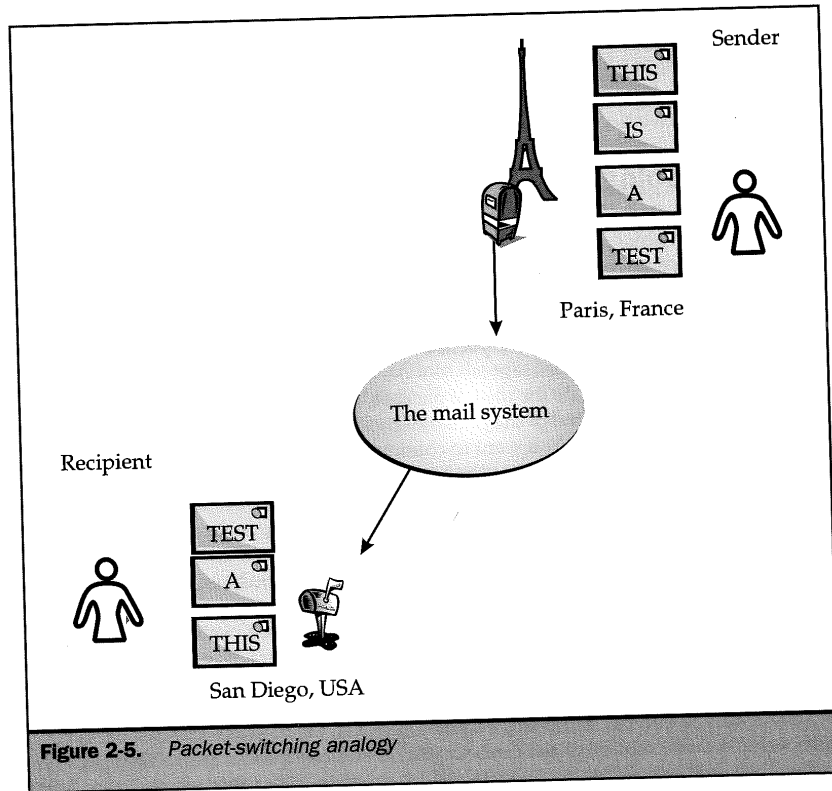 Sender
THIS
IS
A
TEST
Paris, France
The mail system
Recipient
TEST
A
THIS
San Diego, USA
Figure 2-5. Packet-switching analogy